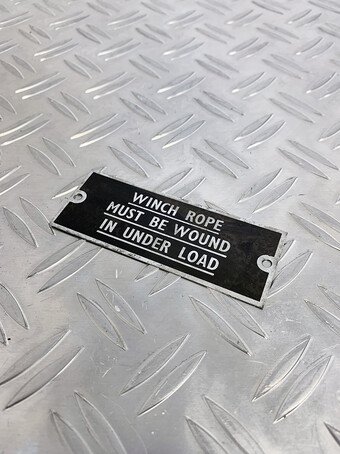 WINCH ROPE
MUST BE WOUND
IN UNDER LOAD